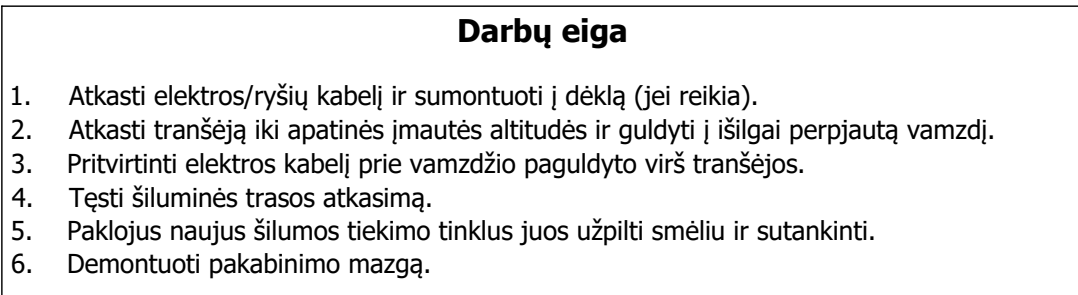 Darbų eiga
1. Atkasti elektros/ryšių kabelį ir sumontuoti į dėklą (jei reikia).
2. Atkasti tranšėją iki apatinės įmautės altitudės ir guldyti į išilgai perpjautą vamzdį.
3. Pritvirtinti elektros kabelį prie vamzdžio paguldyto virš tranšėjos.
4. Tęsti šiluminės trasos atkasimą.
5. Paklojus naujus šilumos tiekimo tinklus juos užpilti smėliu ir sutankinti.
6. Demontuoti pakabinimo mazgą.